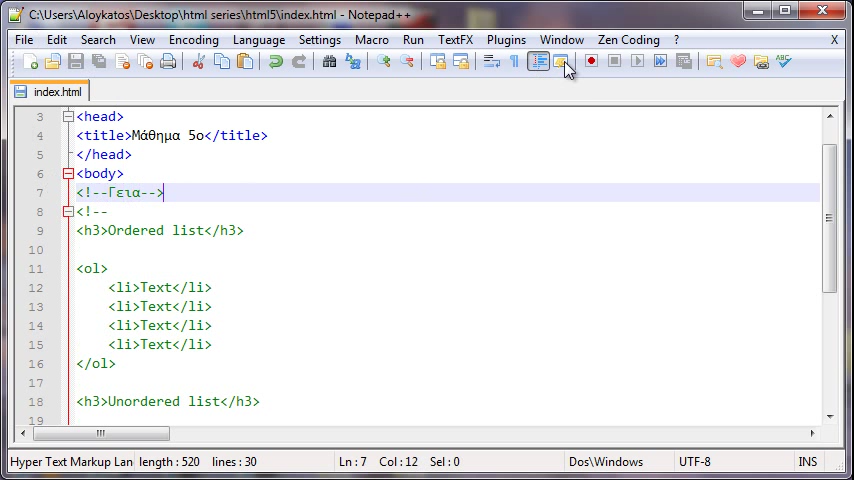 C:\Users\Aloykatos\Desktop\html series\html5\index.html - Notepad++
File Edit Search View Encoding Language Settings Macro Run TextFX Plugins Window Zen Coding ? X
index.html
3 <head>
4 <title>Μάθημα 5ο</title>
5 </head>
6 <body>
7 <!--Γεια-->
8 <!--
9 <h3>Ordered list</h3>
10
11 <ol>
12 <li>Text</li>
13 <li>Text</li>
14 <li>Text</li>
15 <li>Text</li>
16 </ol>
17
18 <h3>Unordered list</h3>
19
Hyper Text Markup Lan length : 520 lines : 30 Ln : 7 Col : 12 Sel : 0 Dos\Windows UTF-8 INS